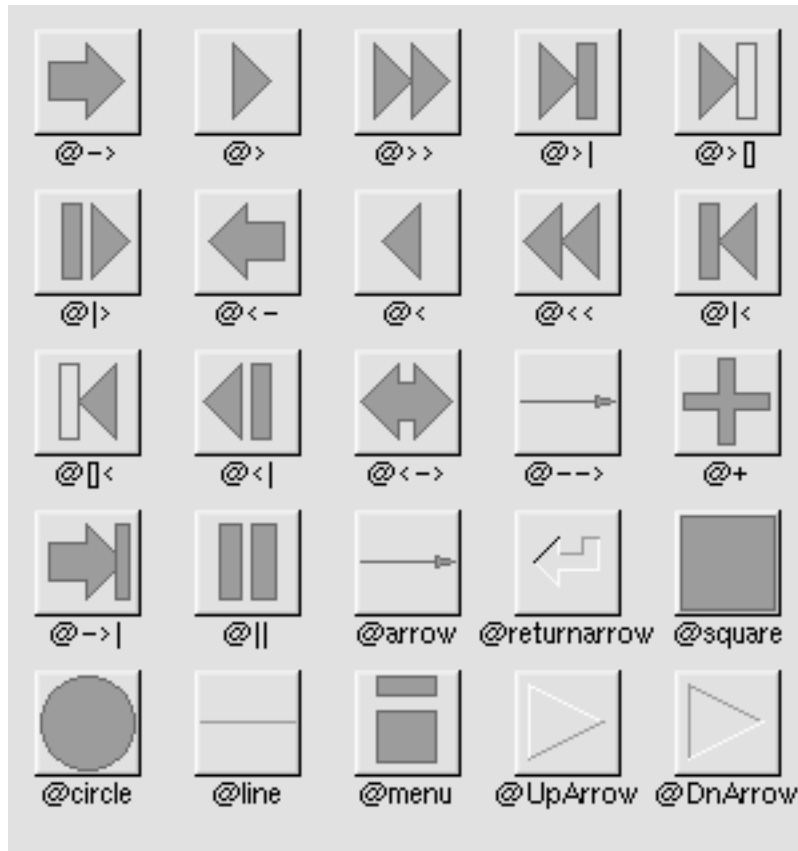 @->
@>
@>>
@>|
@>[]
@|>
@<-
@<
@<<
@|<
@[]<
@<|
@<->
@-->
@+
@->|
@||
@arrow
@returnarrow
@square
@circle
@line
@menu
@UpArrow
@DnArrow